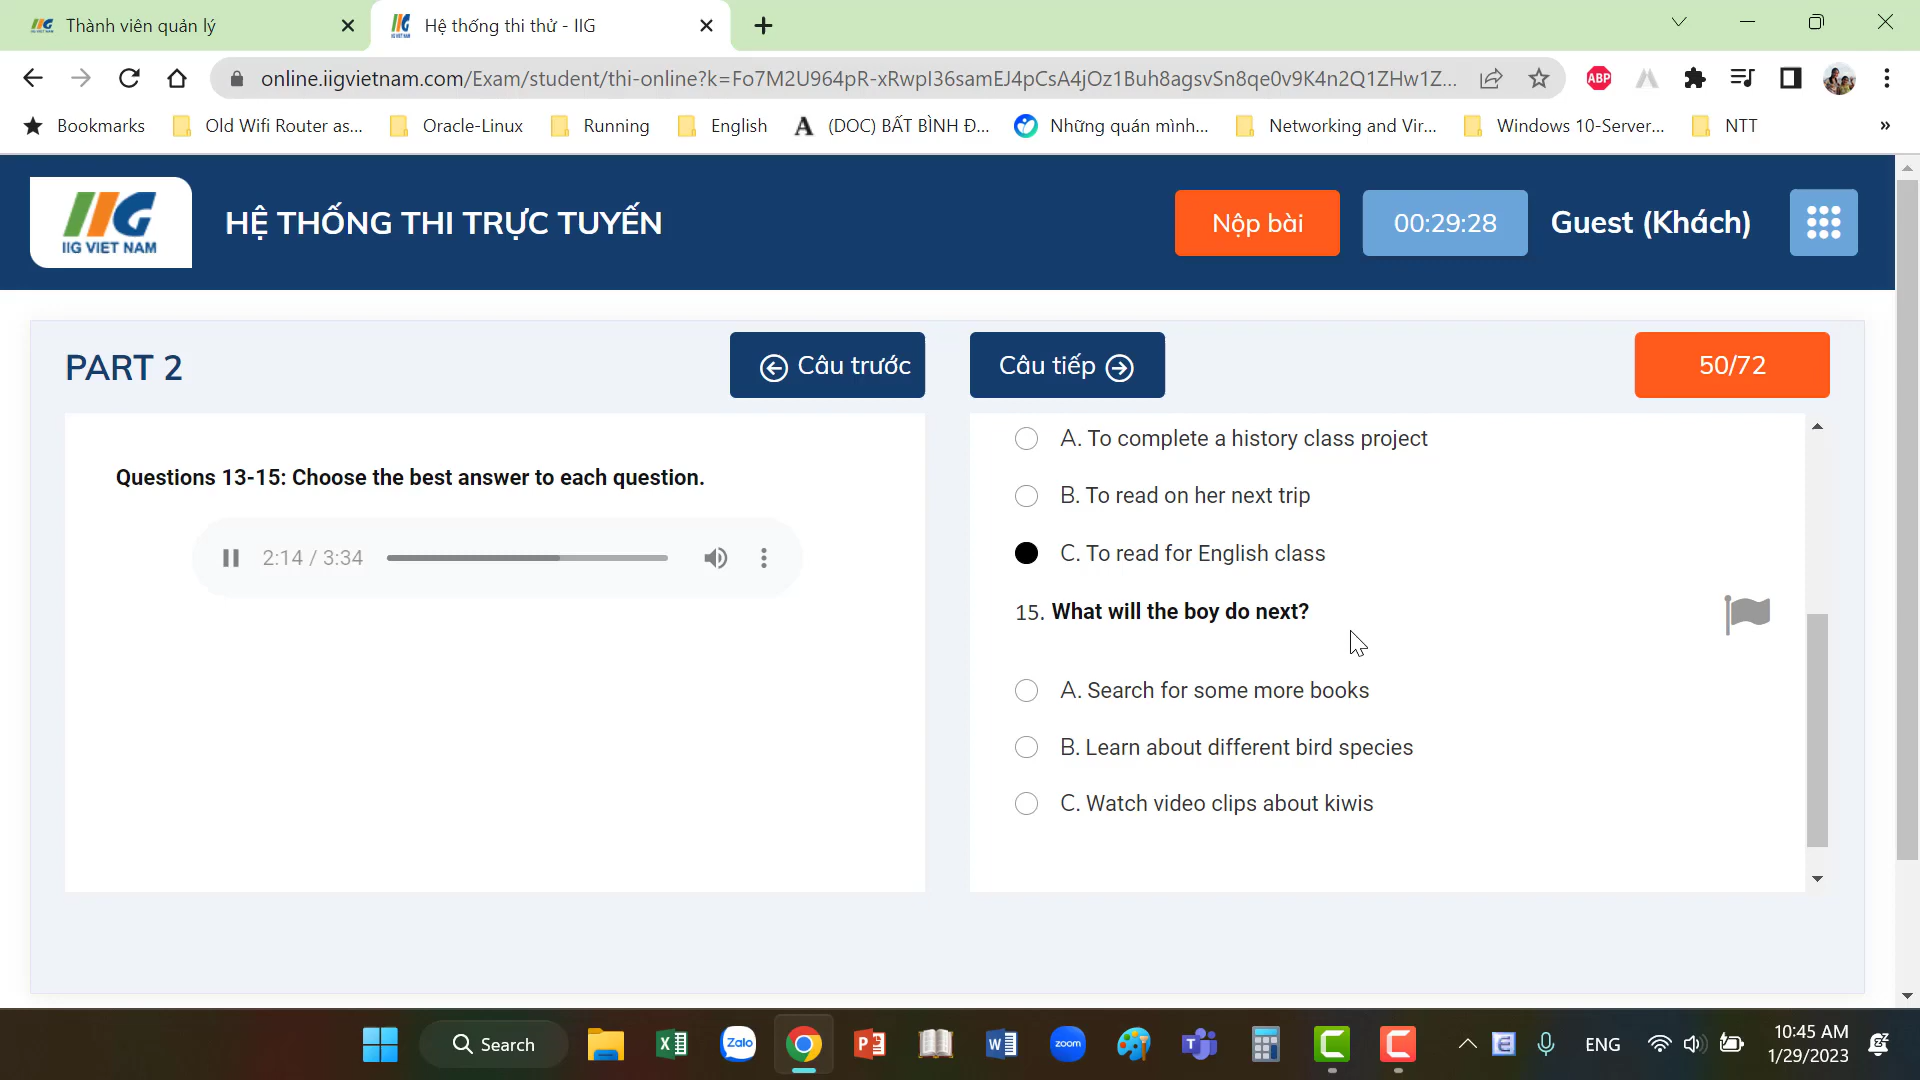 Thành viên quản lý
Hệ thống thi thử - IIG
online.iigvietnam.com/Exam/student/thi-online?k=Fo7M2U964pR-xRwpI36samEJ4pCsA4jOz1Buh8agsvSn8qe0v9K4n2Q1ZHw1Z...
ABP
Bookmarks
Old Wifi Router as...
Oracle-Linux
Running
English
(DOC) BẤT BÌNH Đ...
Những quán mình...
Networking and Vir...
Windows 10-Server...
NTT
»
IIG VIET NAM
HỆ THỐNG THI TRỰC TUYẾN
Nộp bài
00:29:28
Guest (Khách)
PART 2
Câu trước
Câu tiếp
50/72
Questions 13-15: Choose the best answer to each question.
2:14 / 3:34
A. To complete a history class project
B. To read on her next trip
C. To read for English class
15. What will the boy do next?
A. Search for some more books
B. Learn about different bird species
C. Watch video clips about kiwis
Search
Zalo
zoom
ENG
10:45 AM
1/29/2023